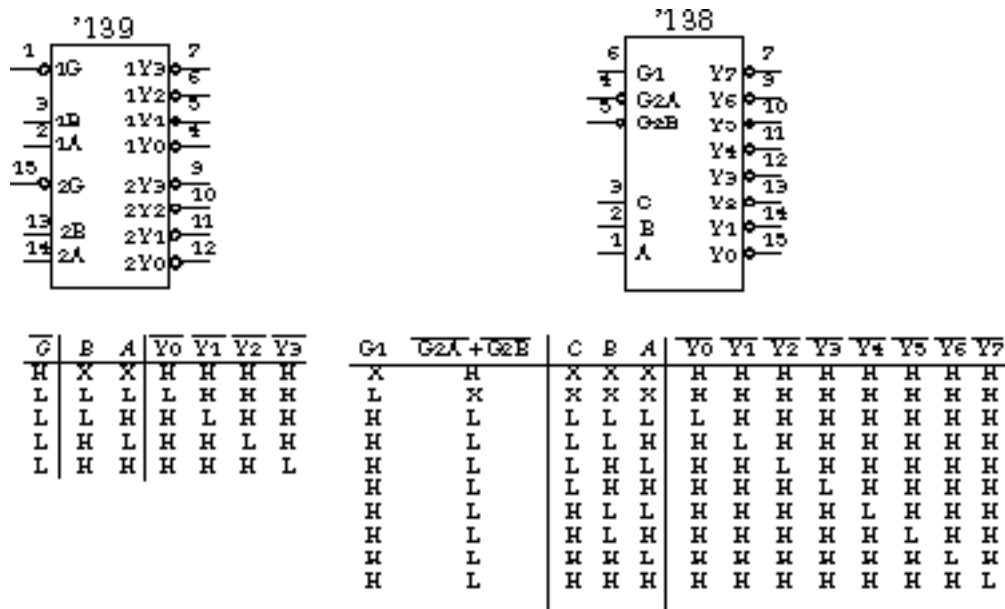 '139
1 1G 1Y3 7
1Y2 6
3 1B 1Y1 5
2 1A 1Y0 4
15 2G 2Y3 9
2Y2 10
13 2B 2Y1 11
14 2A 2Y0 12
'138
6 G1 Y7 7
4 G2A Y6 9
5 G2B Y5 10
Y4 11
Y3 12
3 C Y2 13
2 B Y1 14
1 A Y0 15
G B A Y0 Y1 Y2 Y3
H X X H H H H
L L L L H H H
L L H H L H H
L H L H H L H
L H H H H H L
G1 G2A + G2B C B A Y0 Y1 Y2 Y3 Y4 Y5 Y6 Y7
X H X X X H H H H H H H H
L X X X X H H H H H H H H
H L L L L L H H H H H H H
H L L L H H L H H H H H H
H L L H L H H L H H H H H
H L L H H H H H L H H H H
H L H L L H H H H L H H H
H L H L H H H H H H L H H
H L H H L H H H H H H L H
H L H H H H H H H H H H L